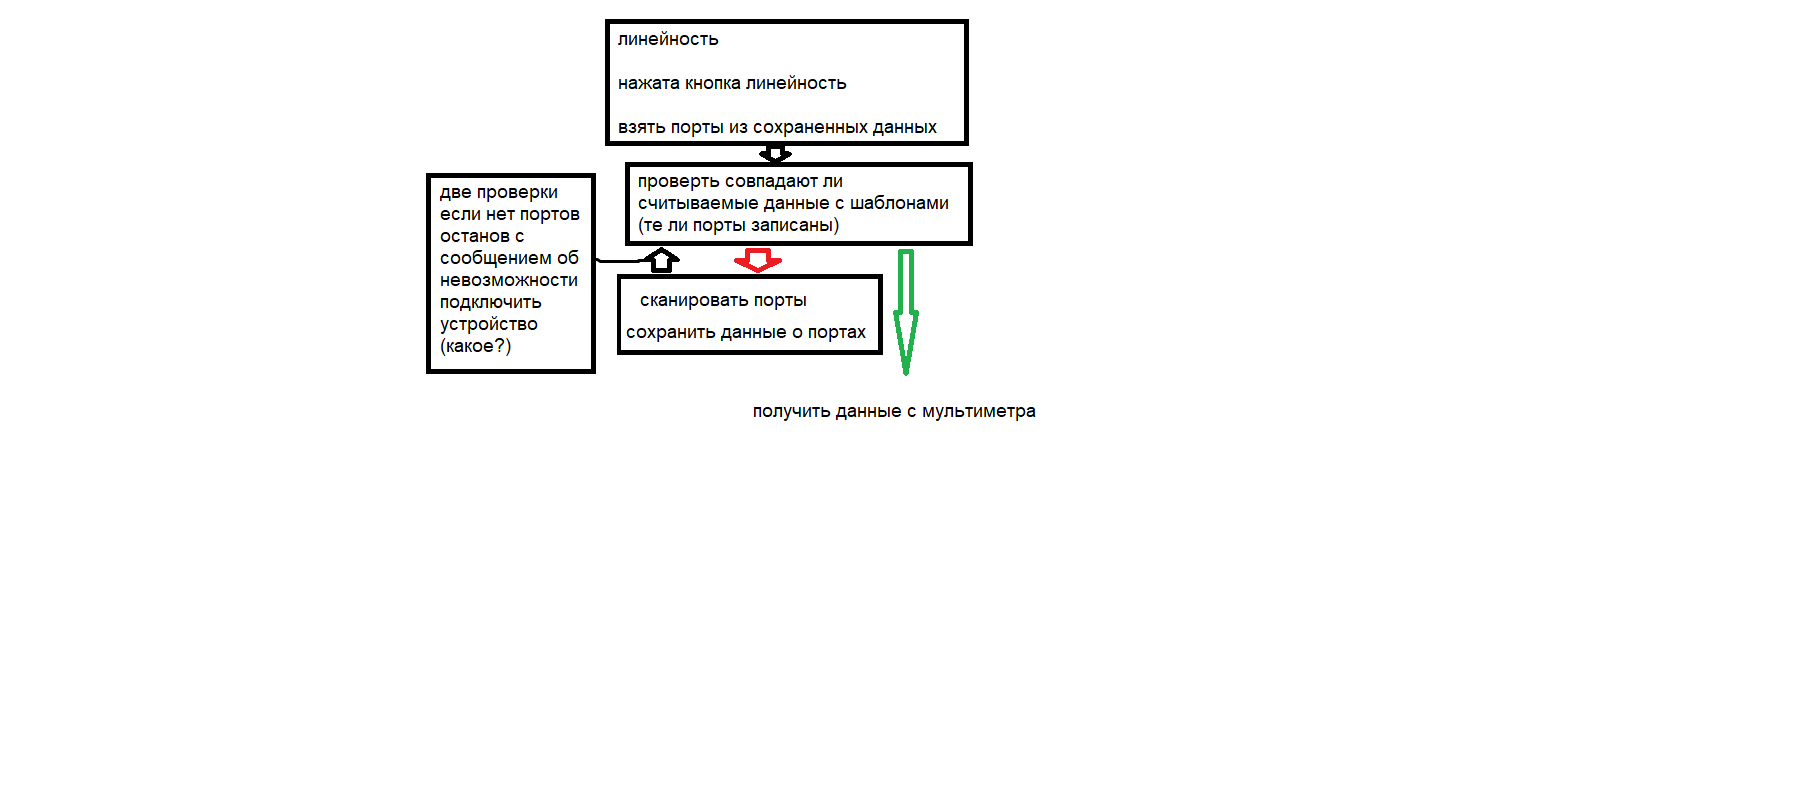 линейность
нажата кнопка линейность
взять порты из сохраненных данных
проверть совпадают ли
считываемые данные с шаблонами
(те ли порты записаны)
две проверки
если нет портов
останов с
сообщением об
невозможности
подключить
устройство
(какое?)
сканировать порты
сохранить данные о портах
получить данные с мультиметра